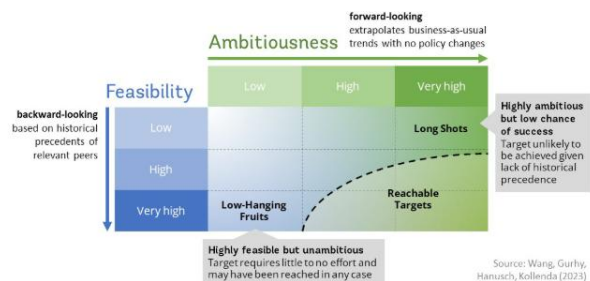 forward-looking
extrapolates business-as-usual
trends with no policy changes
Ambitiousness
Feasibility
Low
High
Very high
backward-looking
based on historical
precedents of
relevant peers
Low
High
Very high
Long Shots
Highly ambitious
but low chance
of success
Target unlikely to
be achieved given
lack of historical
precedence
Low-Hanging
Fruits
Reachable
Targets
Highly feasible but unambitious
Target requires little to no effort and
may have been reached in any case
Source: Wang, Gurhy,
Hanusch, Kollenda (2023)